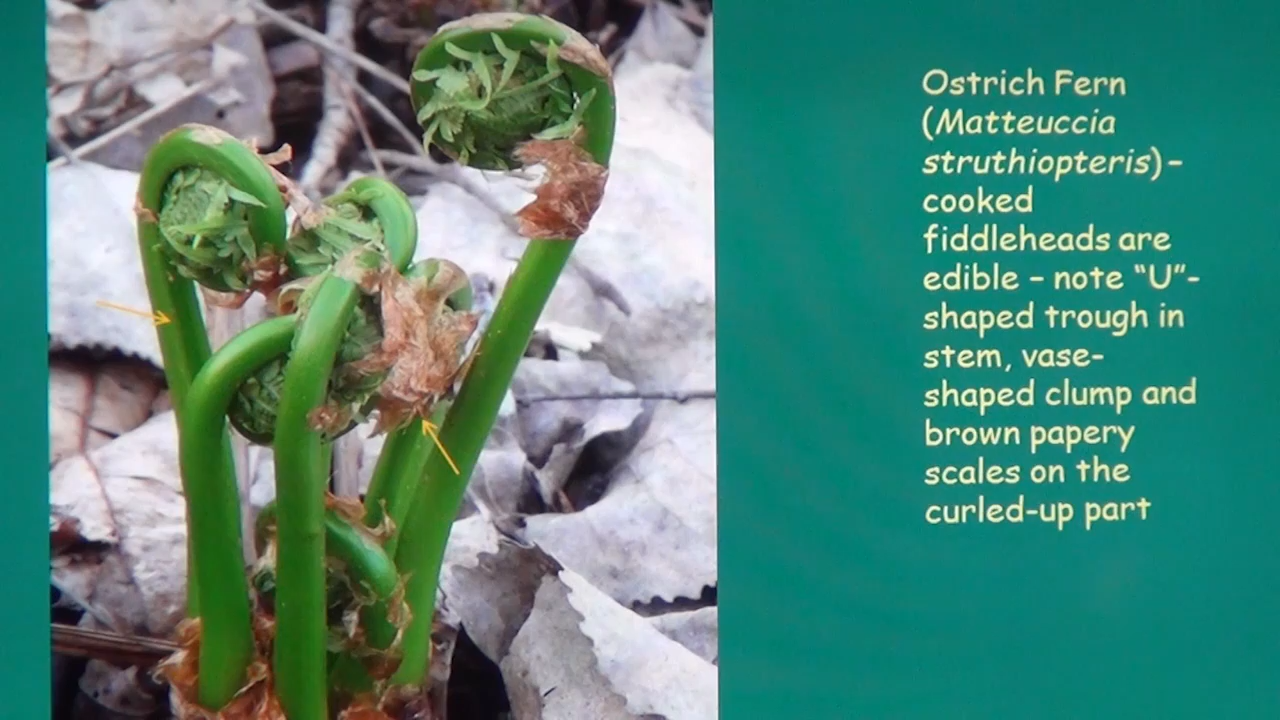 Ostrich Fern
(Matteuccia
struthiopteris) –
cooked
fiddleheads are
edible – note “U”-
shaped trough in
stem, vase-
shaped clump and
brown papery
scales on the
curled-up part